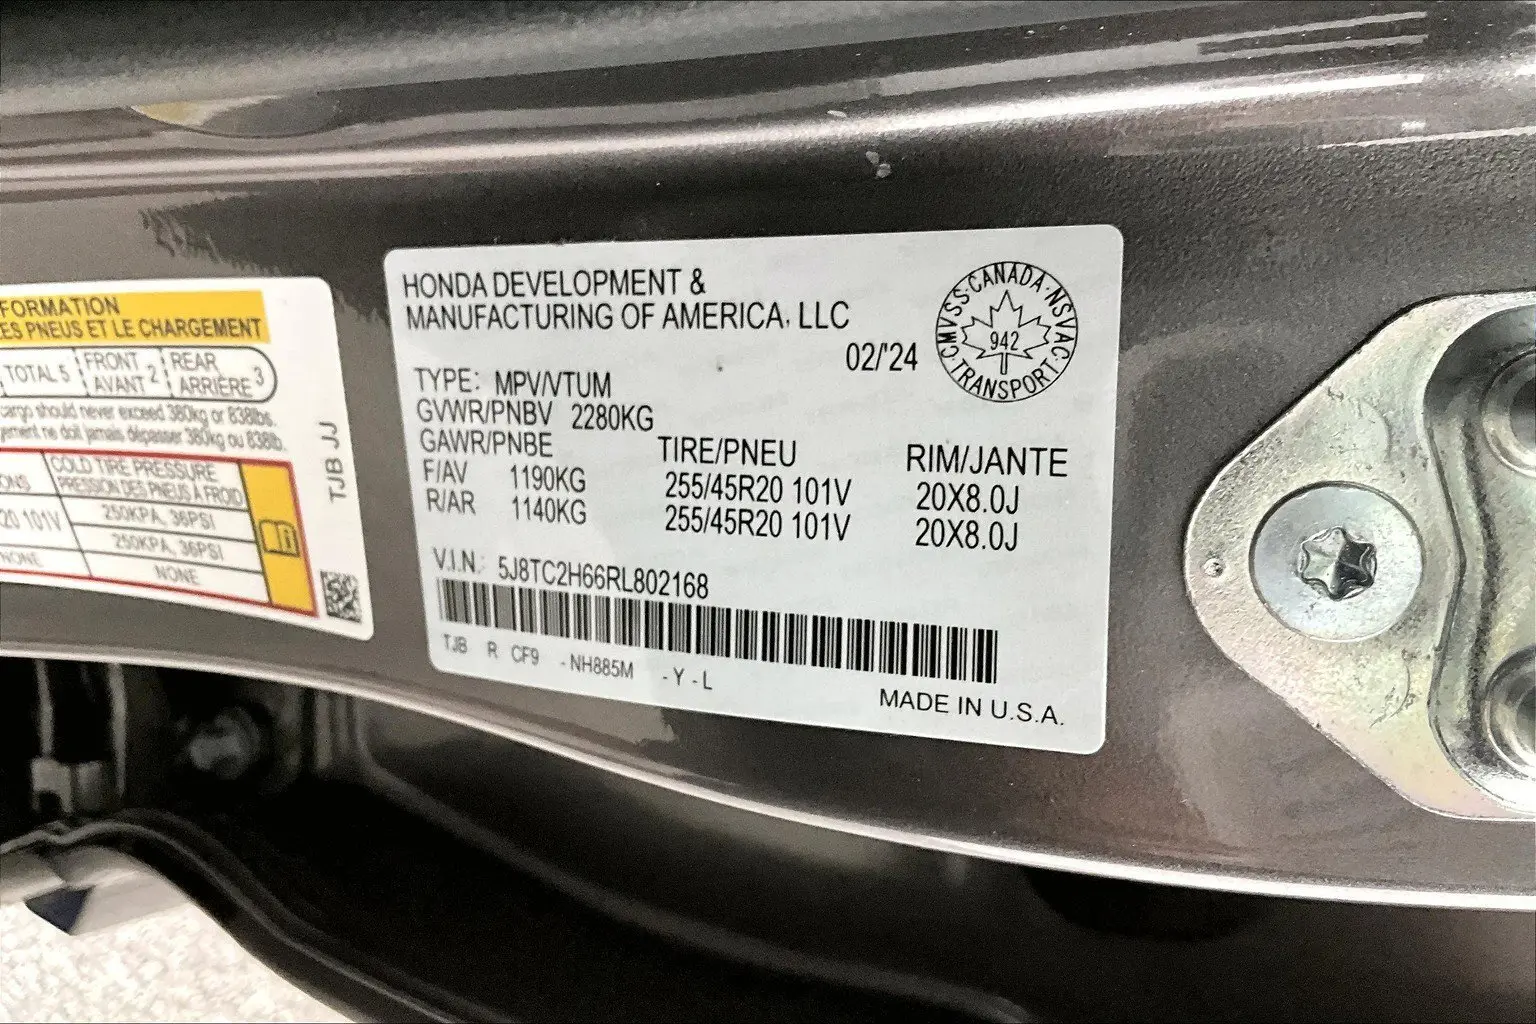 FORMATION
ES PNEUS ET LE CHARGEMENT
TOTAL 5 FRONT AVANT 2 REAR ARRIÈRE 3
cargo should never exceed 380kg or 838lbs.
ement ne doit jamais dépasser 380kg ou 838lb.
ONS COLD TIRE PRESSURE
PRESSION DES PNEUS À FROID
20 101V 250KPA, 36PSI
250KPA, 36PSI
NONE NONE
TJB JJ
HONDA DEVELOPMENT &
MANUFACTURING OF AMERICA, LLC
02/'24
CMVSS·CANADA·NSVAC·TRANSPORT·
942
TYPE: MPV/VTUM
GVWR/PNBV 2280KG
GAWR/PNBE TIRE/PNEU RIM/JANTE
F/AV 1190KG 255/45R20 101V 20X8.0J
R/AR 1140KG 255/45R20 101V 20X8.0J
V.I.N.: 5J8TC2H66RL802168
TJB R CF9 -NH885M -Y-L
MADE IN U.S.A.